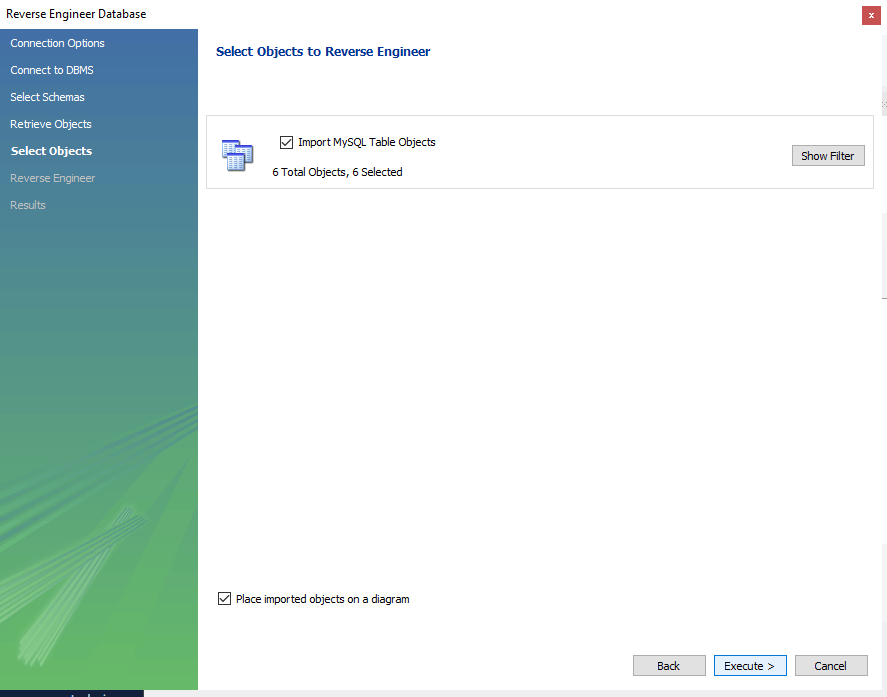 Reverse Engineer Database
x
Connection Options
Connect to DBMS
Select Schemas
Retrieve Objects
Select Objects
Reverse Engineer
Results
Select Objects to Reverse Engineer
Import MySQL Table Objects
6 Total Objects, 6 Selected
Show Filter
Place imported objects on a diagram
Back
Execute >
Cancel